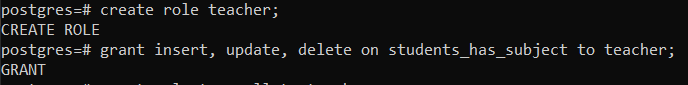 postgres=# create role teacher;
CREATE ROLE
postgres=# grant insert, update, delete on students_has_subject to teacher;
GRANT